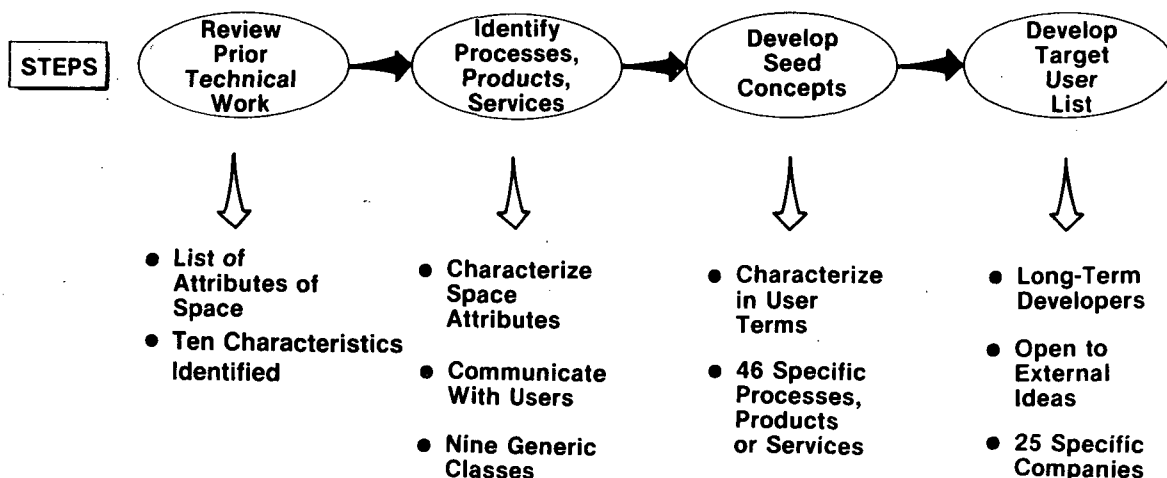 STEPS
Review
Prior
Technical
Work
Identify
Processes,
Products,
Services
Develop
Seed
Concepts
Develop
Target
User
List
● List of
Attributes of
Space
● Ten Characteristics
Identified
● Characterize
Space
Attributes
● Communicate
With Users
● Nine Generic
Classes
● Characterize
in User
Terms
● 46 Specific
Processes,
Products
or Services
● Long-Term
Developers
● Open to
External
Ideas
● 25 Specific
Companies